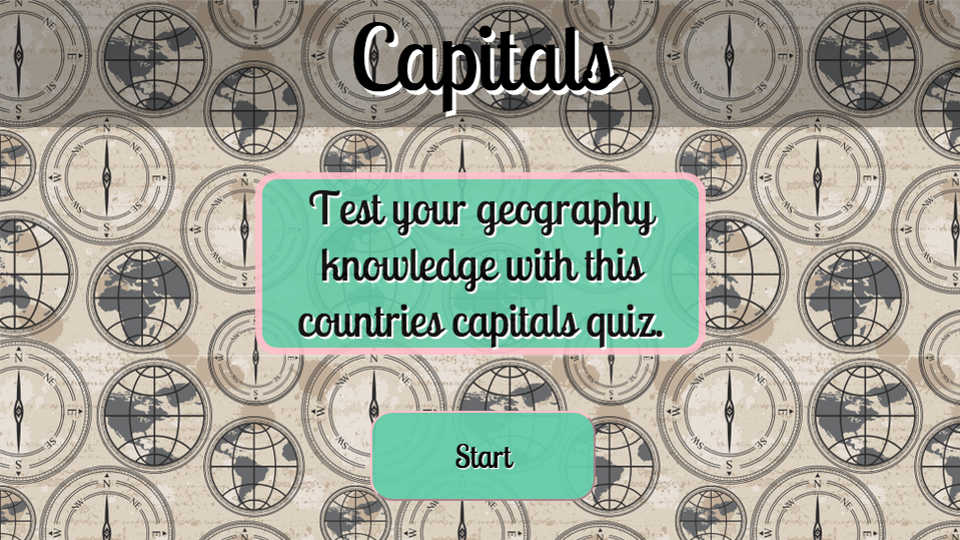 Capitals
Test your geography
knowledge with this
countries capitals quiz.
Start